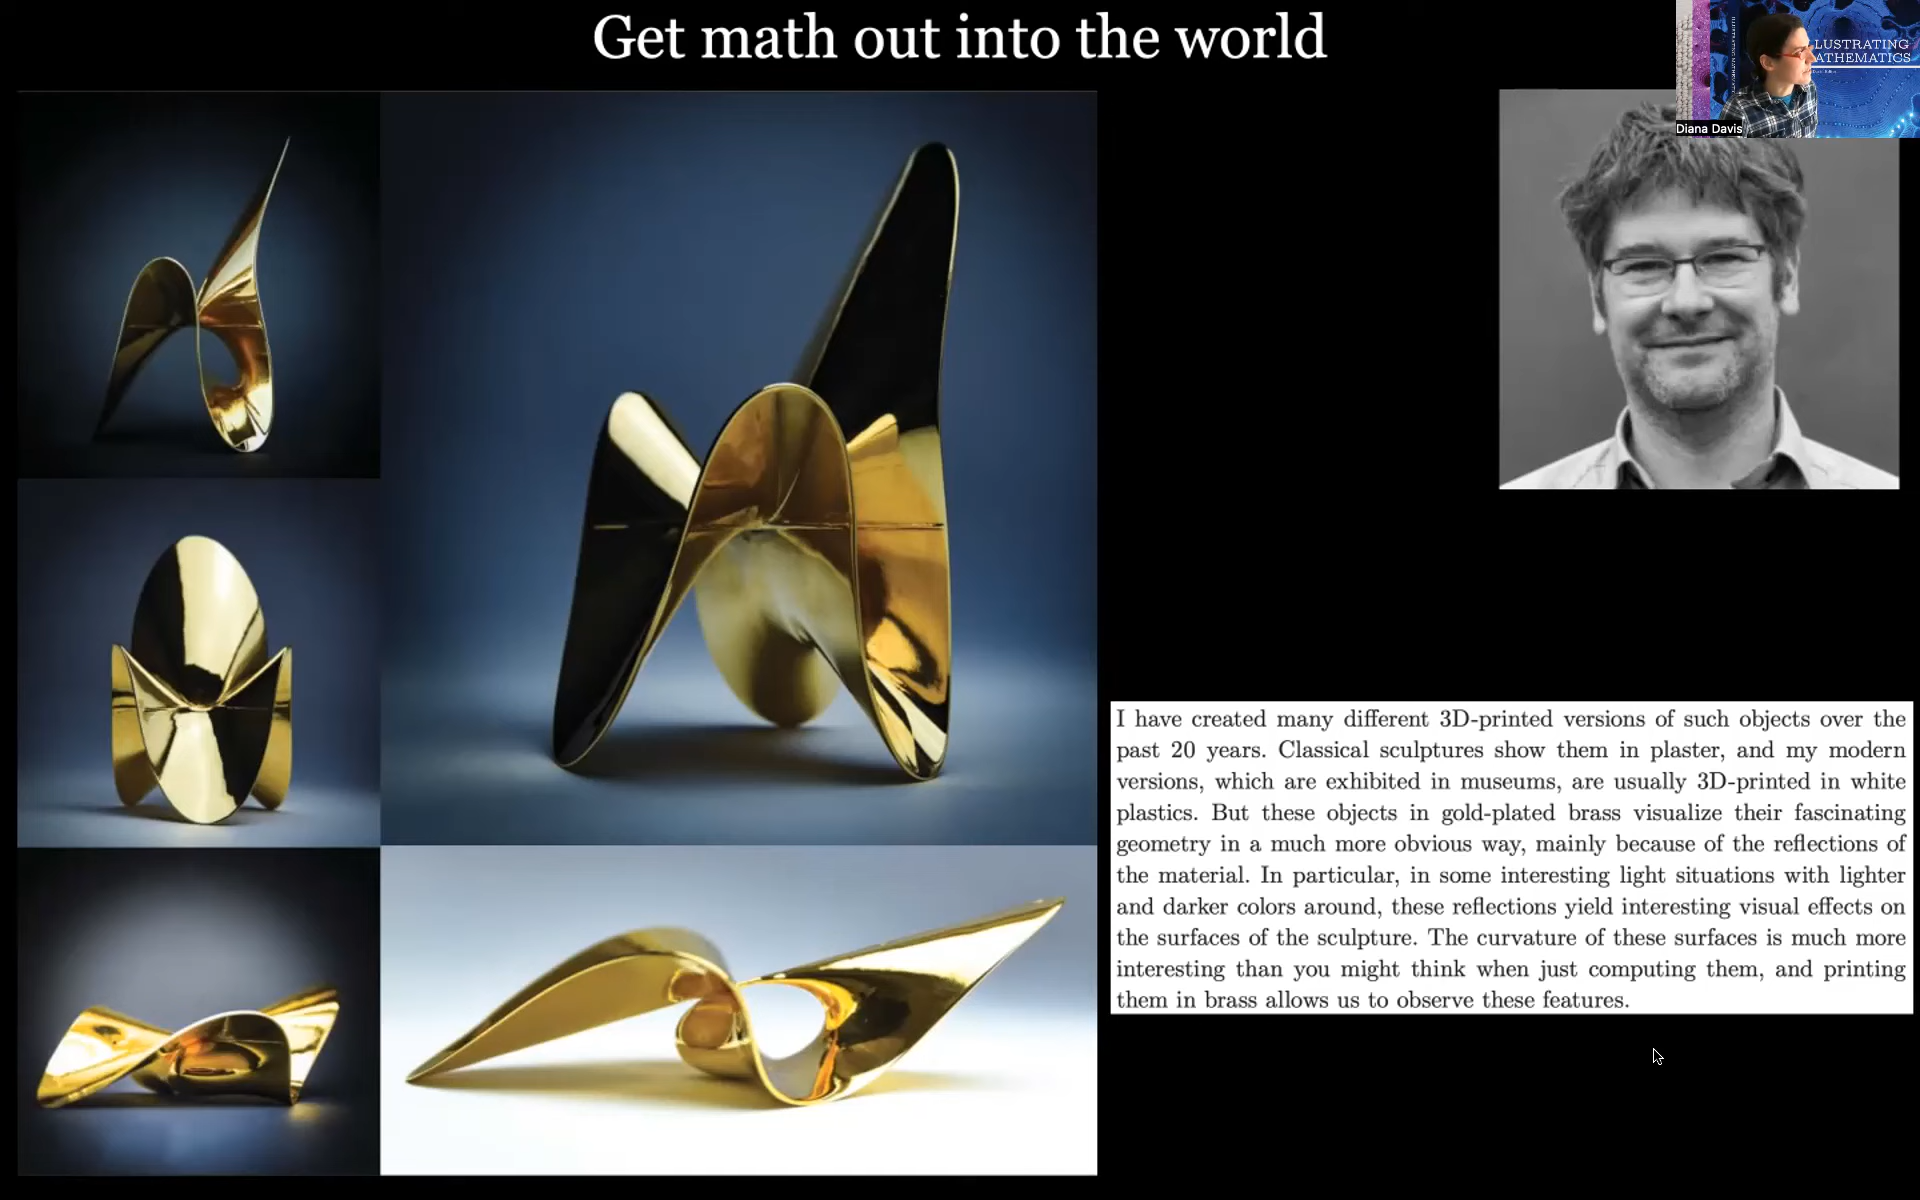 Get math out into the world
LUSTRATING
ATHEMATICS
Diana Davis
I have created many different 3D-printed versions of such objects over the
past 20 years. Classical sculptures show them in plaster, and my modern
versions, which are exhibited in museums, are usually 3D-printed in white
plastics. But these objects in gold-plated brass visualize their fascinating
geometry in a much more obvious way, mainly because of the reflections of
the material. In particular, in some interesting light situations with lighter
and darker colors around, these reflections yield interesting visual effects on
the surfaces of the sculpture. The curvature of these surfaces is much more
interesting than you might think when just computing them, and printing
them in brass allows us to observe these features.